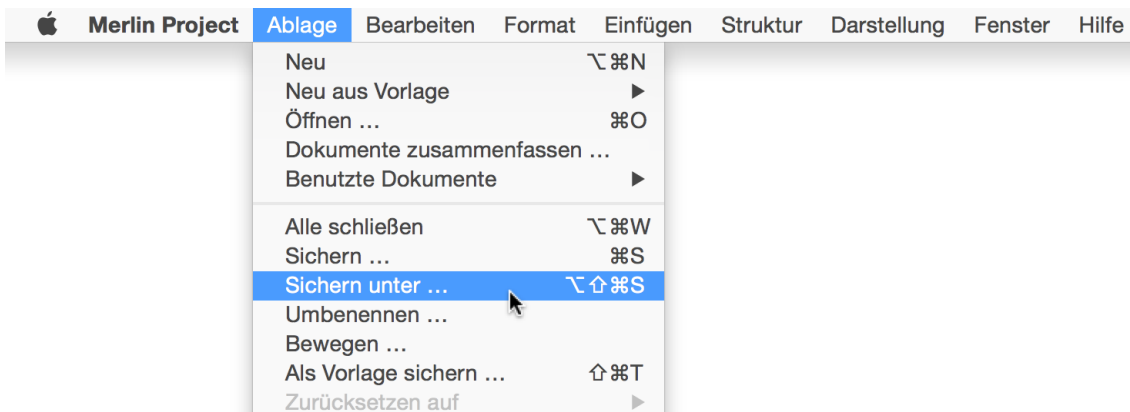 Merlin Project Ablage Bearbeiten Format Einfügen Struktur Darstellung Fenster Hilfe
Neu ⌥⌘N
Neu aus Vorlage ▶
Öffnen ... ⌘O
Dokumente zusammenfassen ...
Benutzte Dokumente ▶
Alle schließen ⌥⌘W
Sichern ... ⌘S
Sichern unter ... ⌥⇧⌘S
Umbenennen ...
Bewegen ...
Als Vorlage sichern ... ⇧⌘T
Zurücksetzen auf ▶